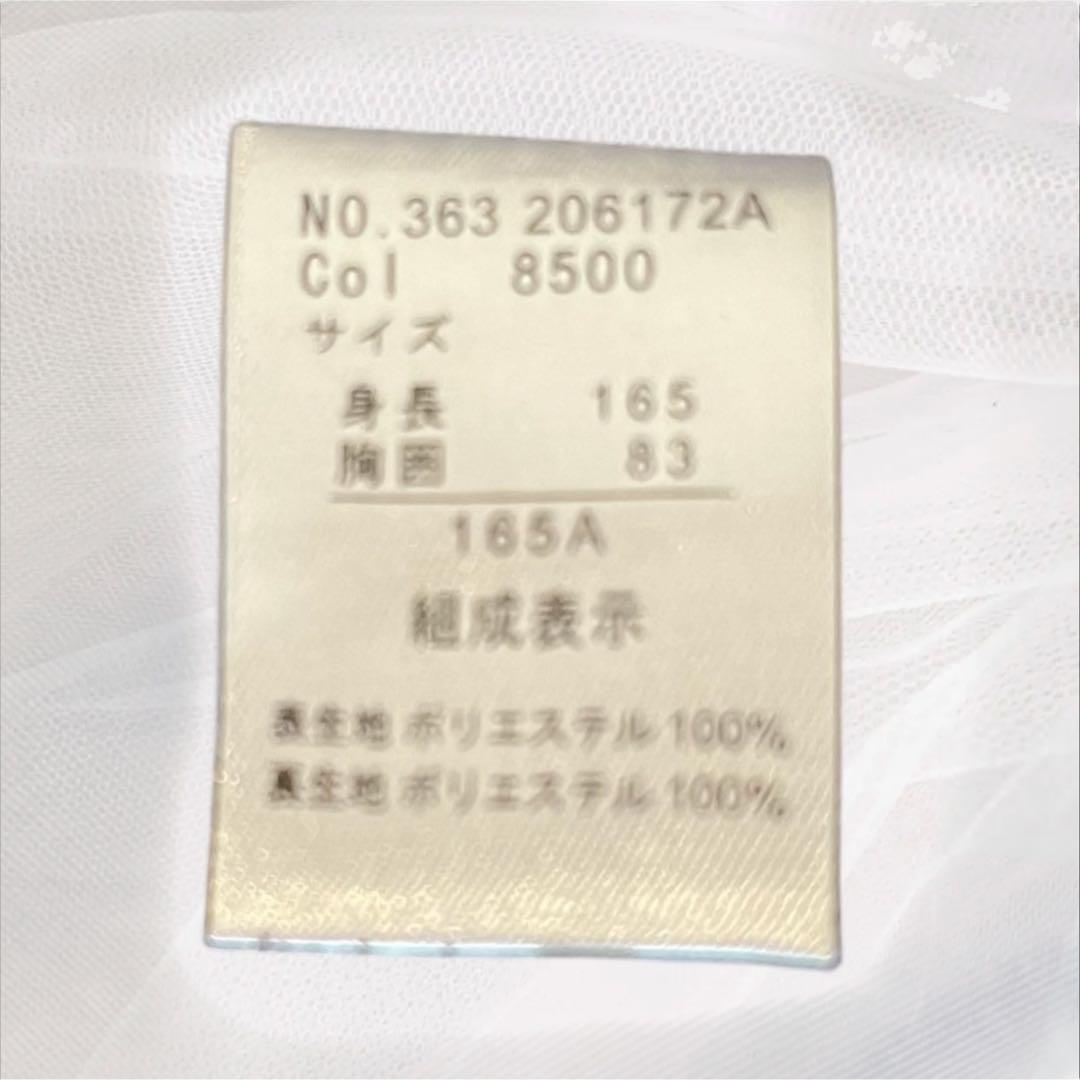 NO.363 206172A
Col 8500
サイズ
身長 165
胸囲 83
165A
組成表示
表生地 ポリエステル 100%
裏生地 ポリエステル 100%